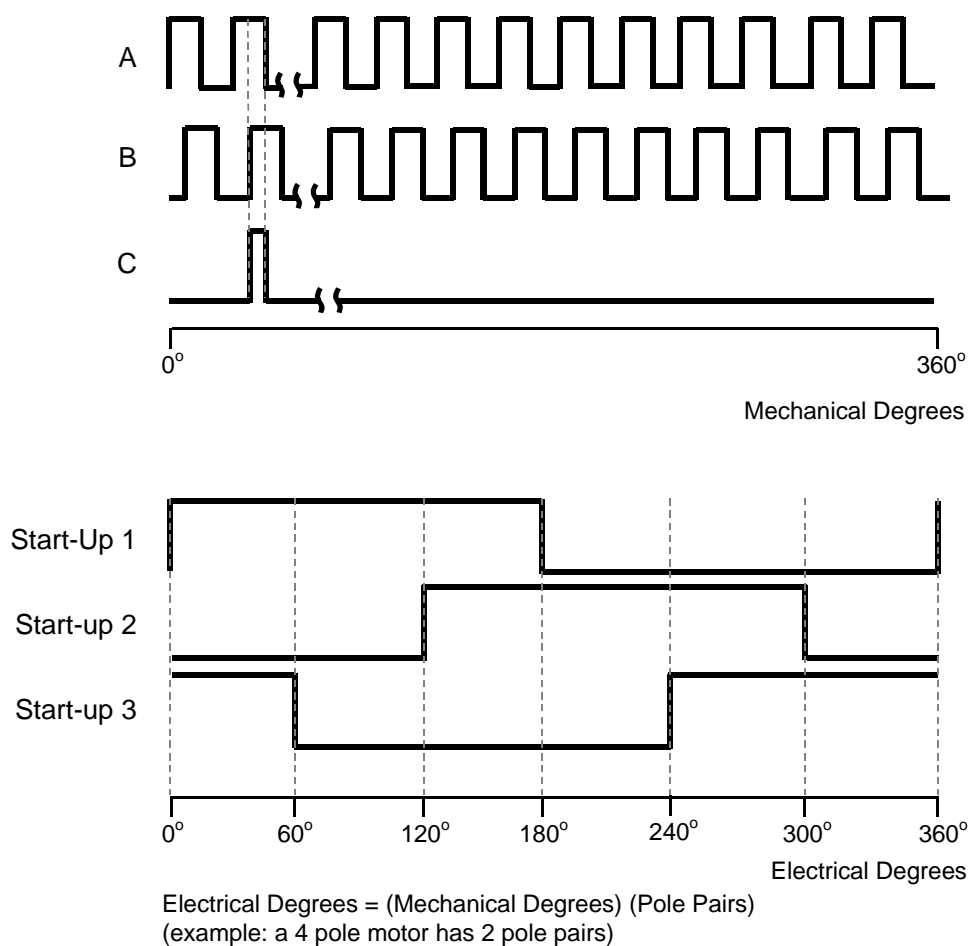 A
B
C
0° 360°
Mechanical Degrees
Start-Up 1
Start-up 2
Start-up 3
0° 60° 120° 180° 240° 300° 360°
Electrical Degrees
Electrical Degrees = (Mechanical Degrees) (Pole Pairs)
(example: a 4 pole motor has 2 pole pairs)